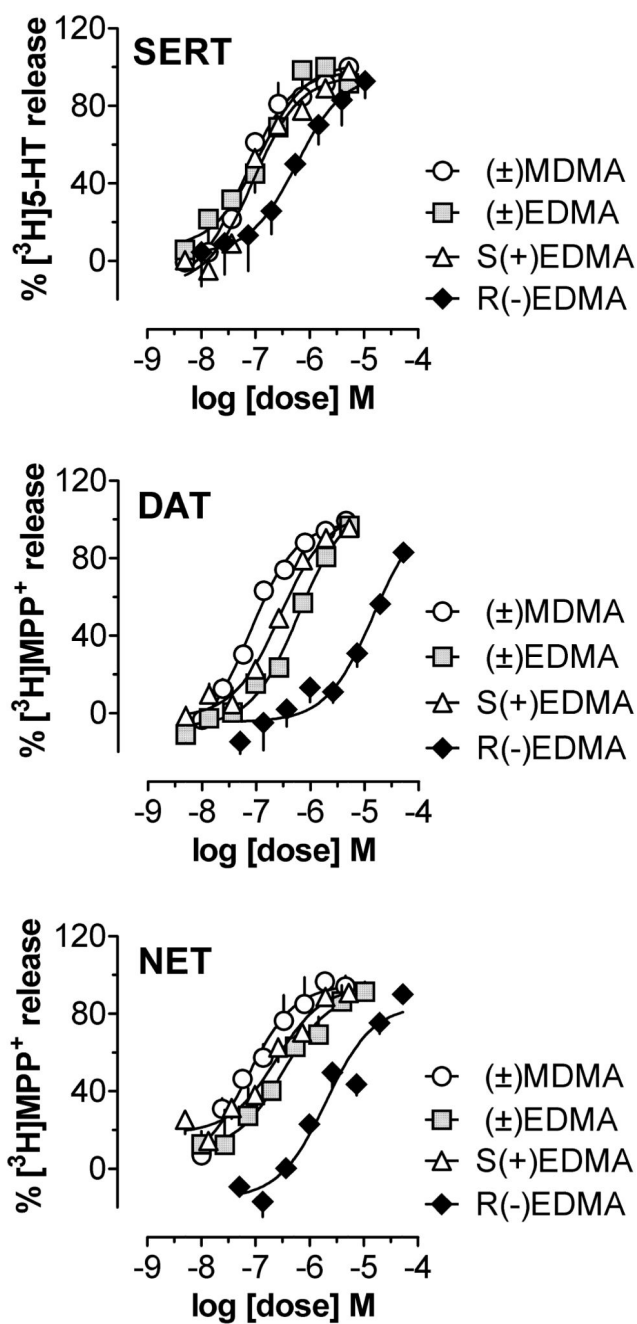 SERT
% [³H]5-HT release
120
80
40
0
-9 -8 -7 -6 -5 -4
log [dose] M
(±)MDMA
(±)EDMA
S(+)EDMA
R(-)EDMA
DAT
% [³H]MPP⁺ release
120
80
40
0
-9 -8 -7 -6 -5 -4
log [dose] M
(±)MDMA
(±)EDMA
S(+)EDMA
R(-)EDMA
NET
% [³H]MPP⁺ release
120
80
40
0
-9 -8 -7 -6 -5 -4
log [dose] M
(±)MDMA
(±)EDMA
S(+)EDMA
R(-)EDMA